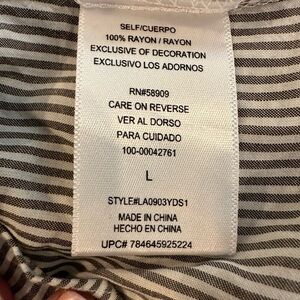 SELF/CUERPO
100% RAYON / RAYON
EXCLUSIVE OF DECORATION
EXCLUSIVO LOS ADORNOS
RN#58909
CARE ON REVERSE
VER AL DORSO
PARA CUIDADO
100-00042761
L
STYLE#LA0903YDS1
MADE IN CHINA
HECHO EN CHINA
UPC# 784645925224